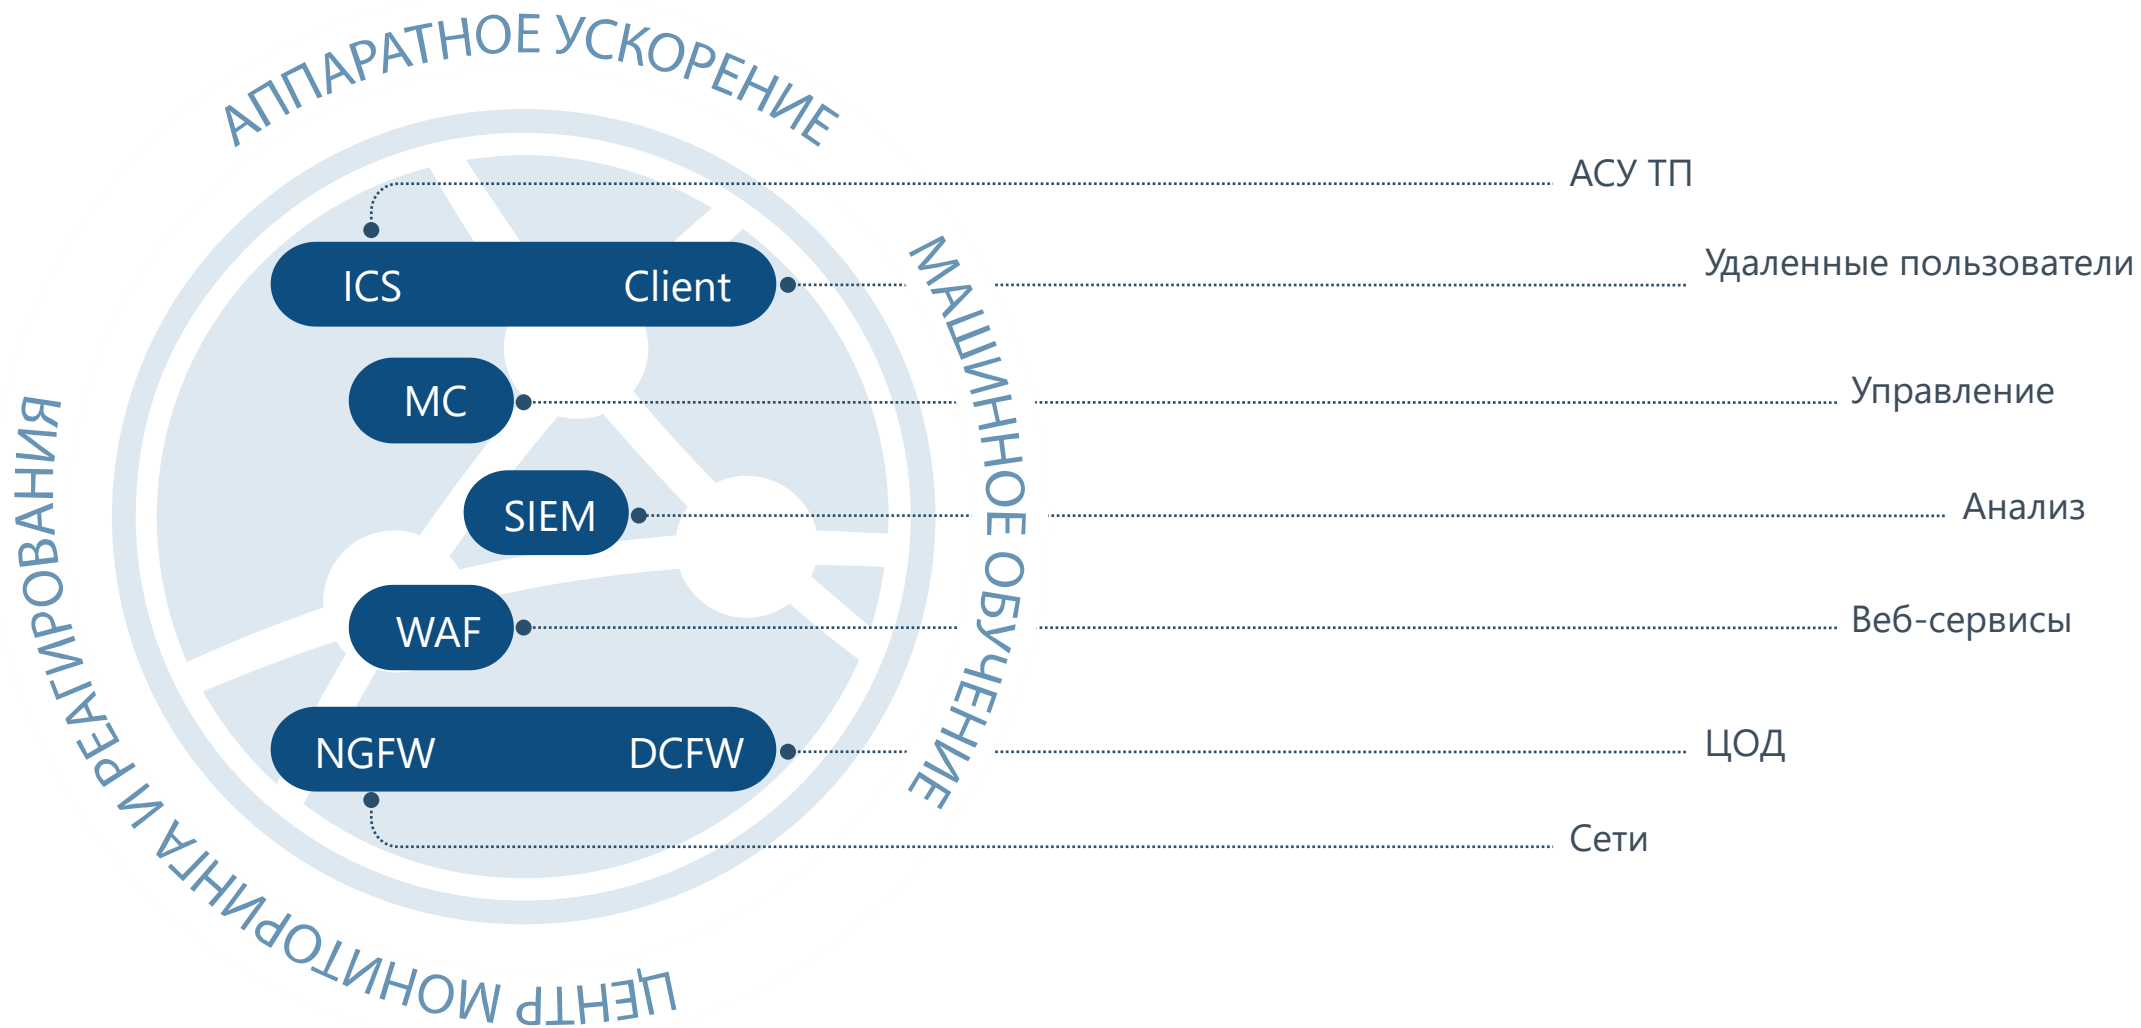 АППАРАТНОЕ УСКОРЕНИЕ
АСУ ТП
ICS Client
Удаленные пользователи
МАШИННОЕ ОБУЧЕНИЕ
MC
Управление
SIEM
Анализ
WAF
Веб-сервисы
NGFW DCFW
ЦОД
Сети
ЦЕНТР МОНИТОРИНГА И РЕАГИРОВАНИЯ